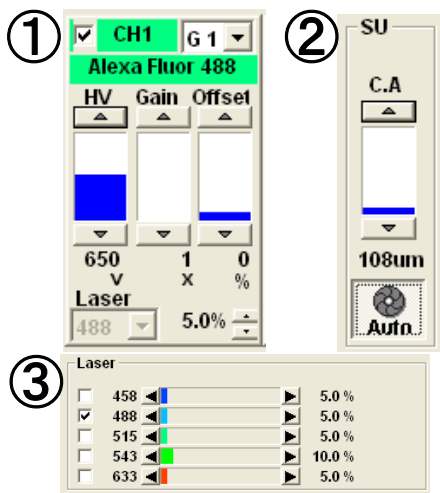 ①
CH1 G 1
Alexa Fluor 488
HV Gain Offset
650 1 0
V X %
Laser
488 5.0%
②
SU
C.A
108um
Auto
③
Laser
458 5.0 %
488 5.0 %
515 5.0 %
543 10.0 %
633 5.0 %